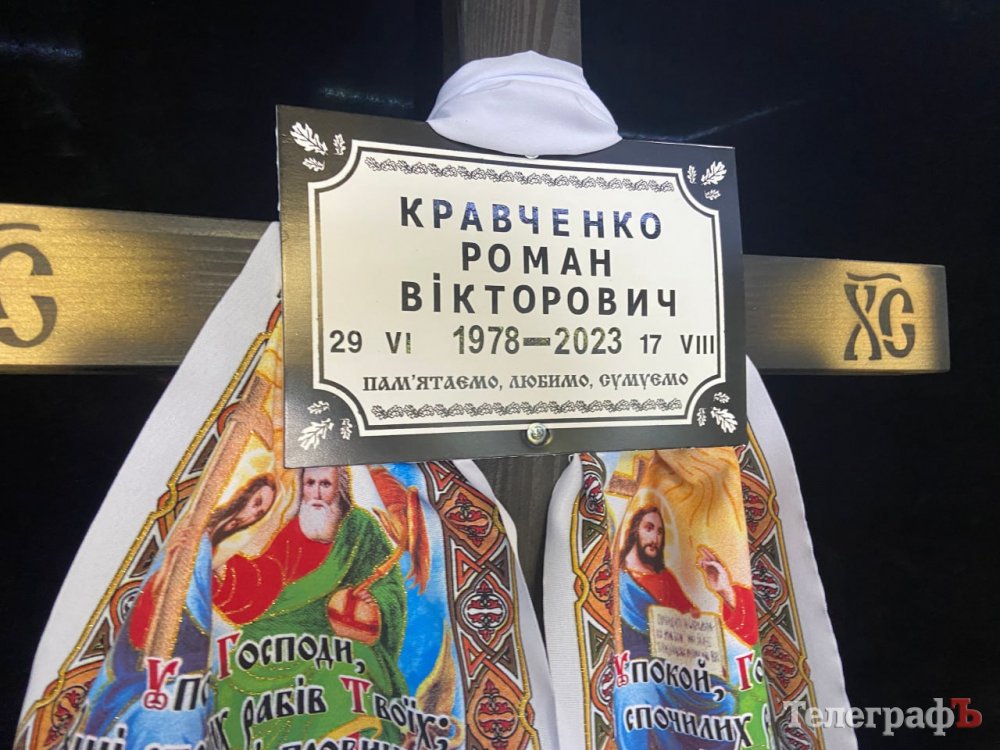 КРАВЧЕНКО
РОМАН
ВІКТОРОВИЧ
29 VI 1978—2023 17 VIII
ПАМ'ЯТАЄМО, ЛЮБИМО, СУМУЄМО
ХС
Господи,
рабів Твоїх;
Упокой,
спочилих
ТелеграфЪ